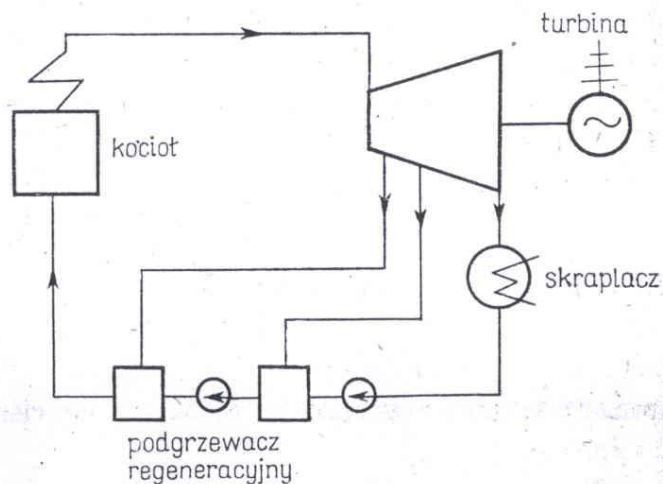 turbina
kocioł
skraplacz
podgrzewacz
regeneracyjny